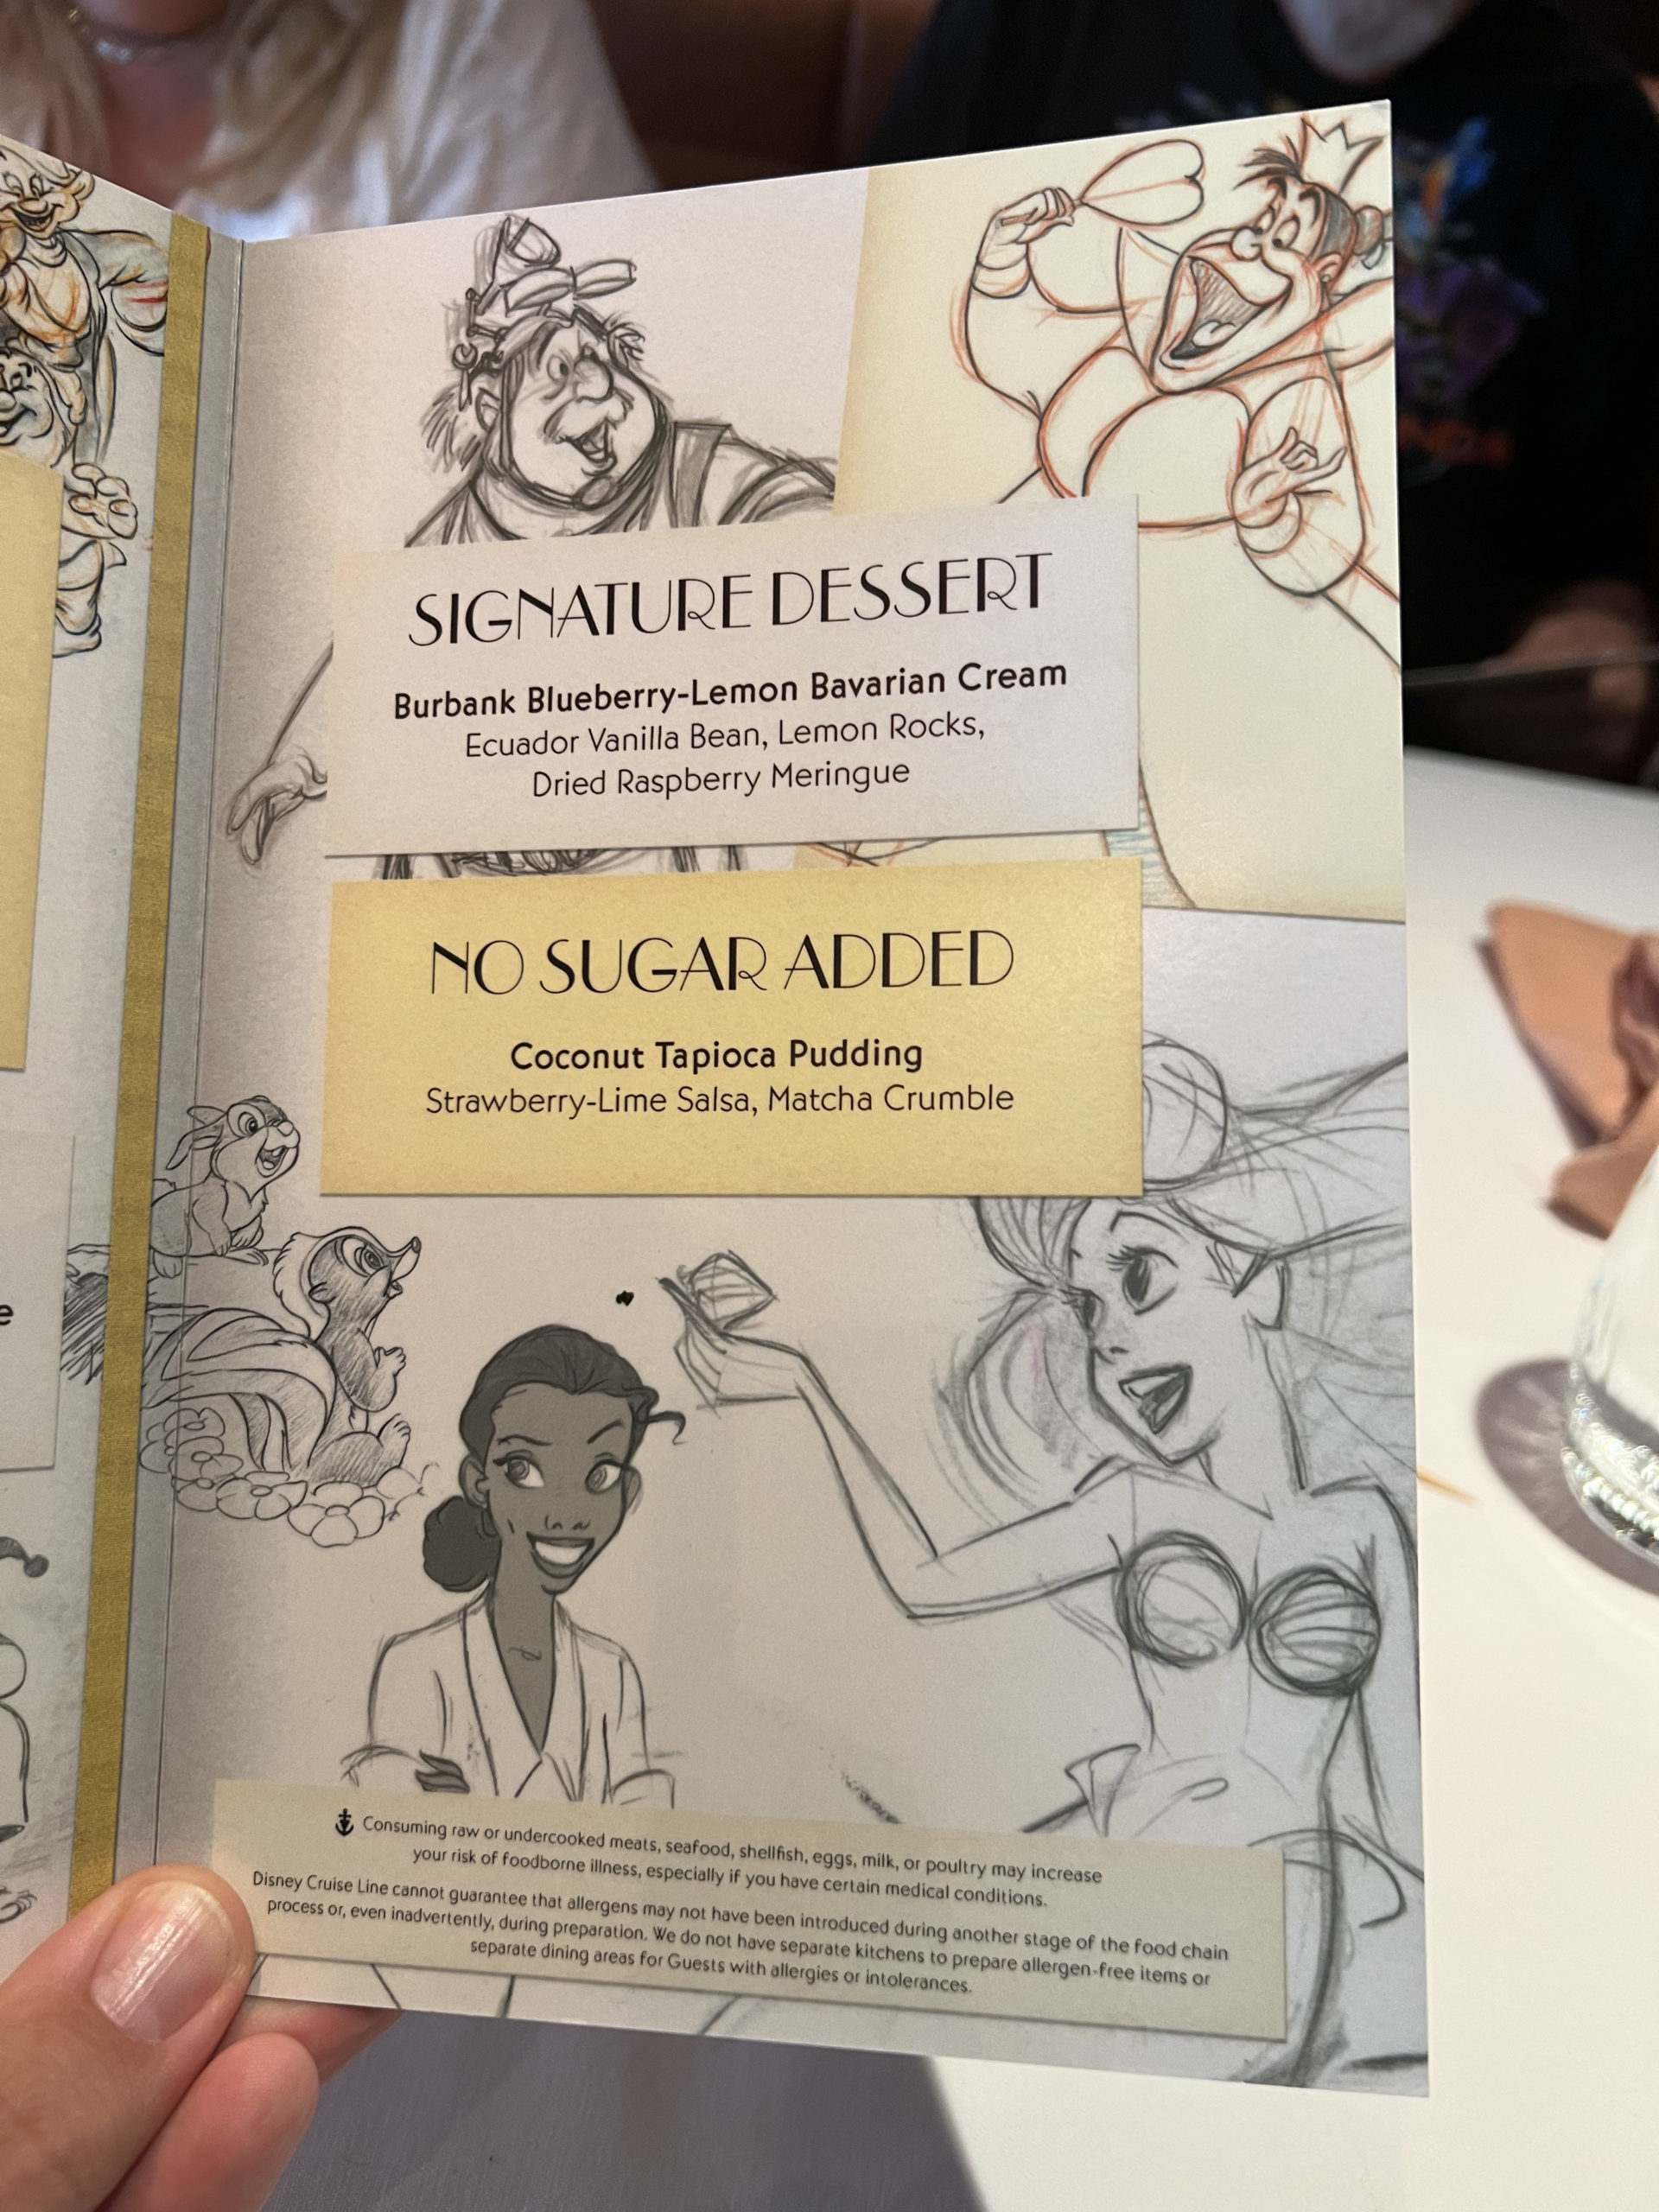 SIGNATURE DESSERT
Burbank Blueberry-Lemon Bavarian Cream
Ecuador Vanilla Bean, Lemon Rocks,
Dried Raspberry Meringue
NO SUGAR ADDED
Coconut Tapioca Pudding
Strawberry-Lime Salsa, Matcha Crumble
e
Consuming raw or undercooked meats, seafood, shellfish, eggs, milk, or poultry may increase
your risk of foodborne illness, especially if you have certain medical conditions.
Disney Cruise Line cannot guarantee that allergens may not have been introduced during another stage of the food chain
process or, even inadvertently, during preparation. We do not have separate kitchens to prepare allergen-free items or
separate dining areas for Guests with allergies or intolerances.